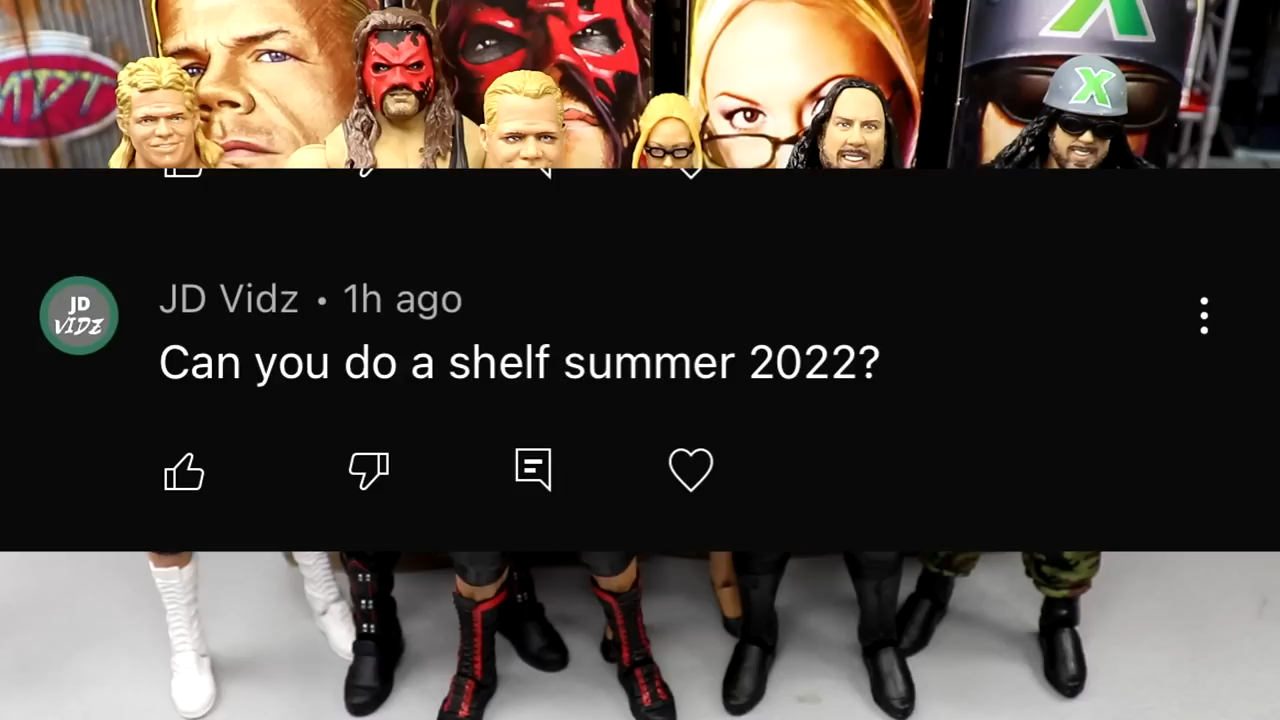 X
X
JD
VIDZ
JD Vidz • 1h ago
Can you do a shelf summer 2022?